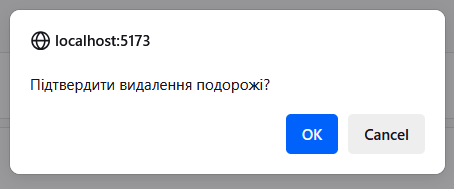 localhost:5173
Підтвердити видалення подорожі?
OK
Cancel